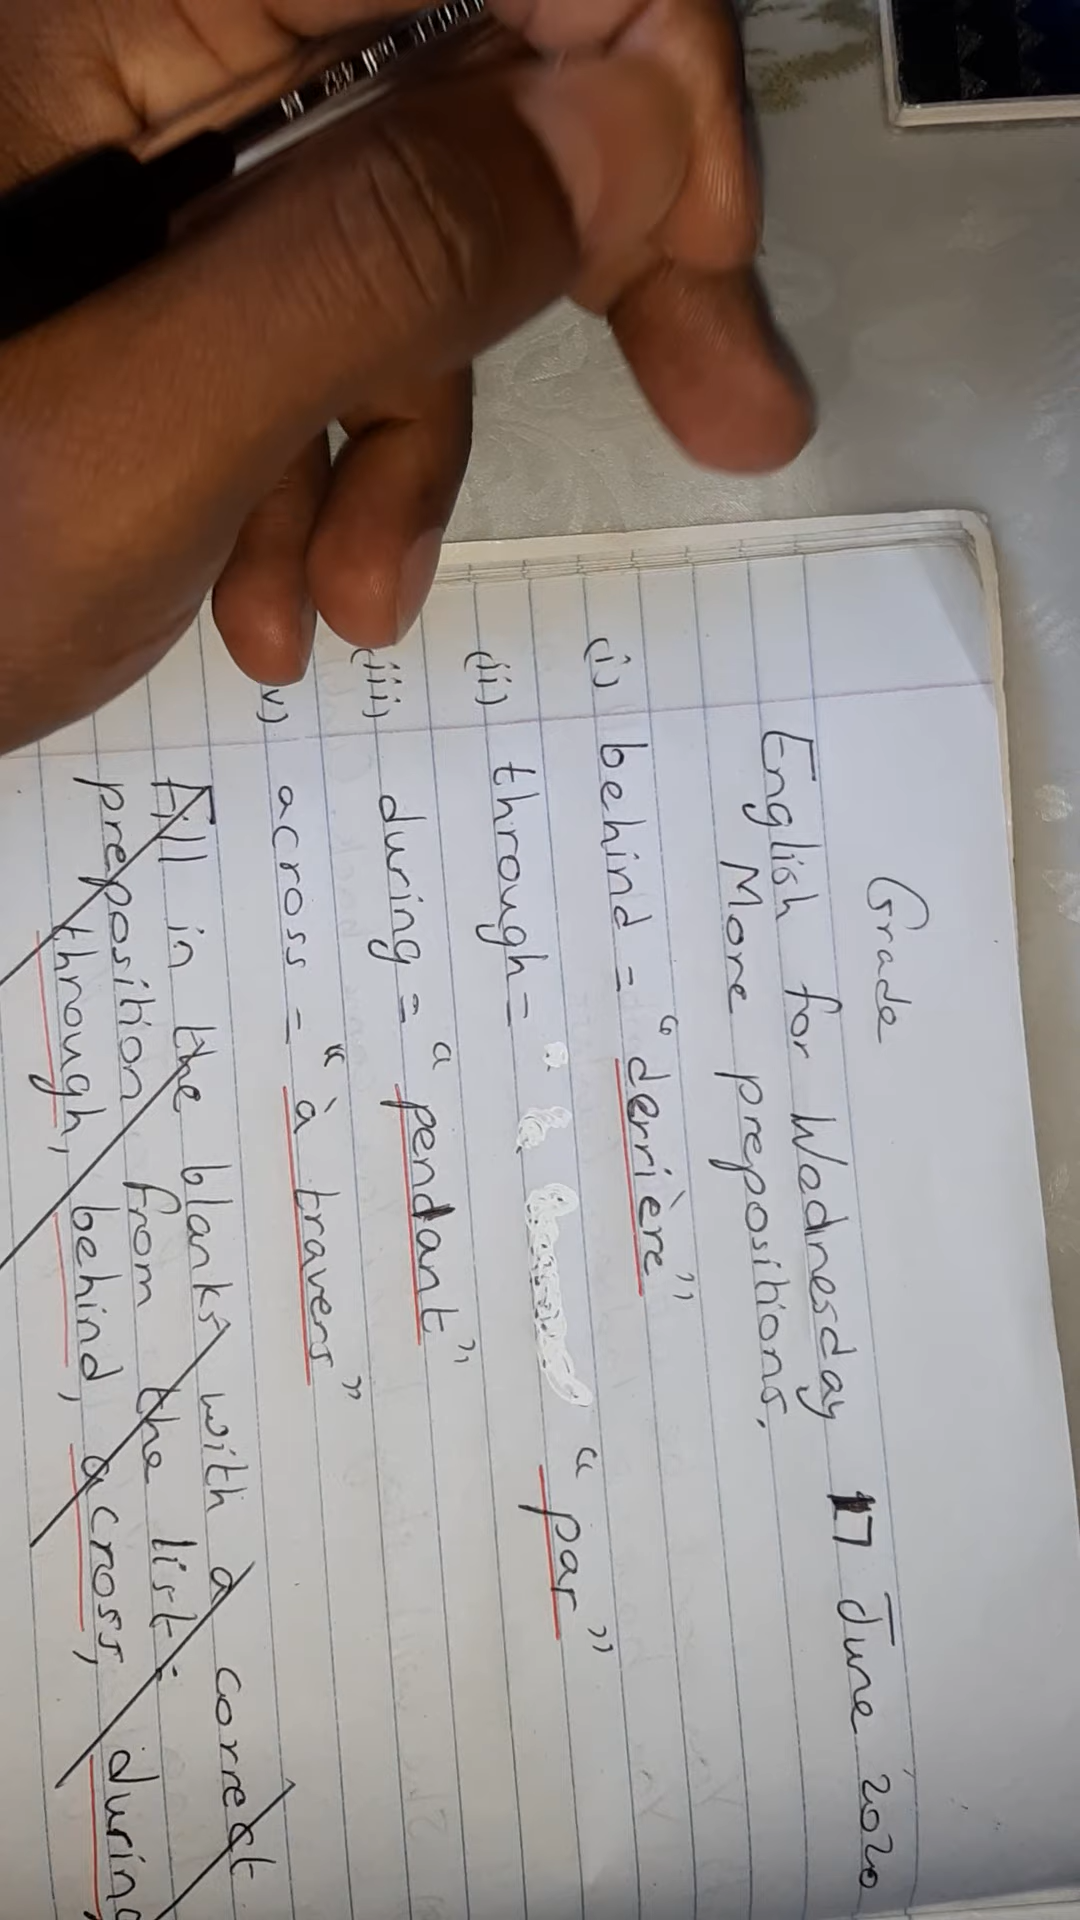 Grade
English for Wednesday 17 June 2020
More prepositions.
(i) behind = "derrière"
(ii) through = "par"
(iii) during = "pendant"
v) across = "à travers"
Fill in the blanks with a correct
preposition from the list:
through, behind, across, during